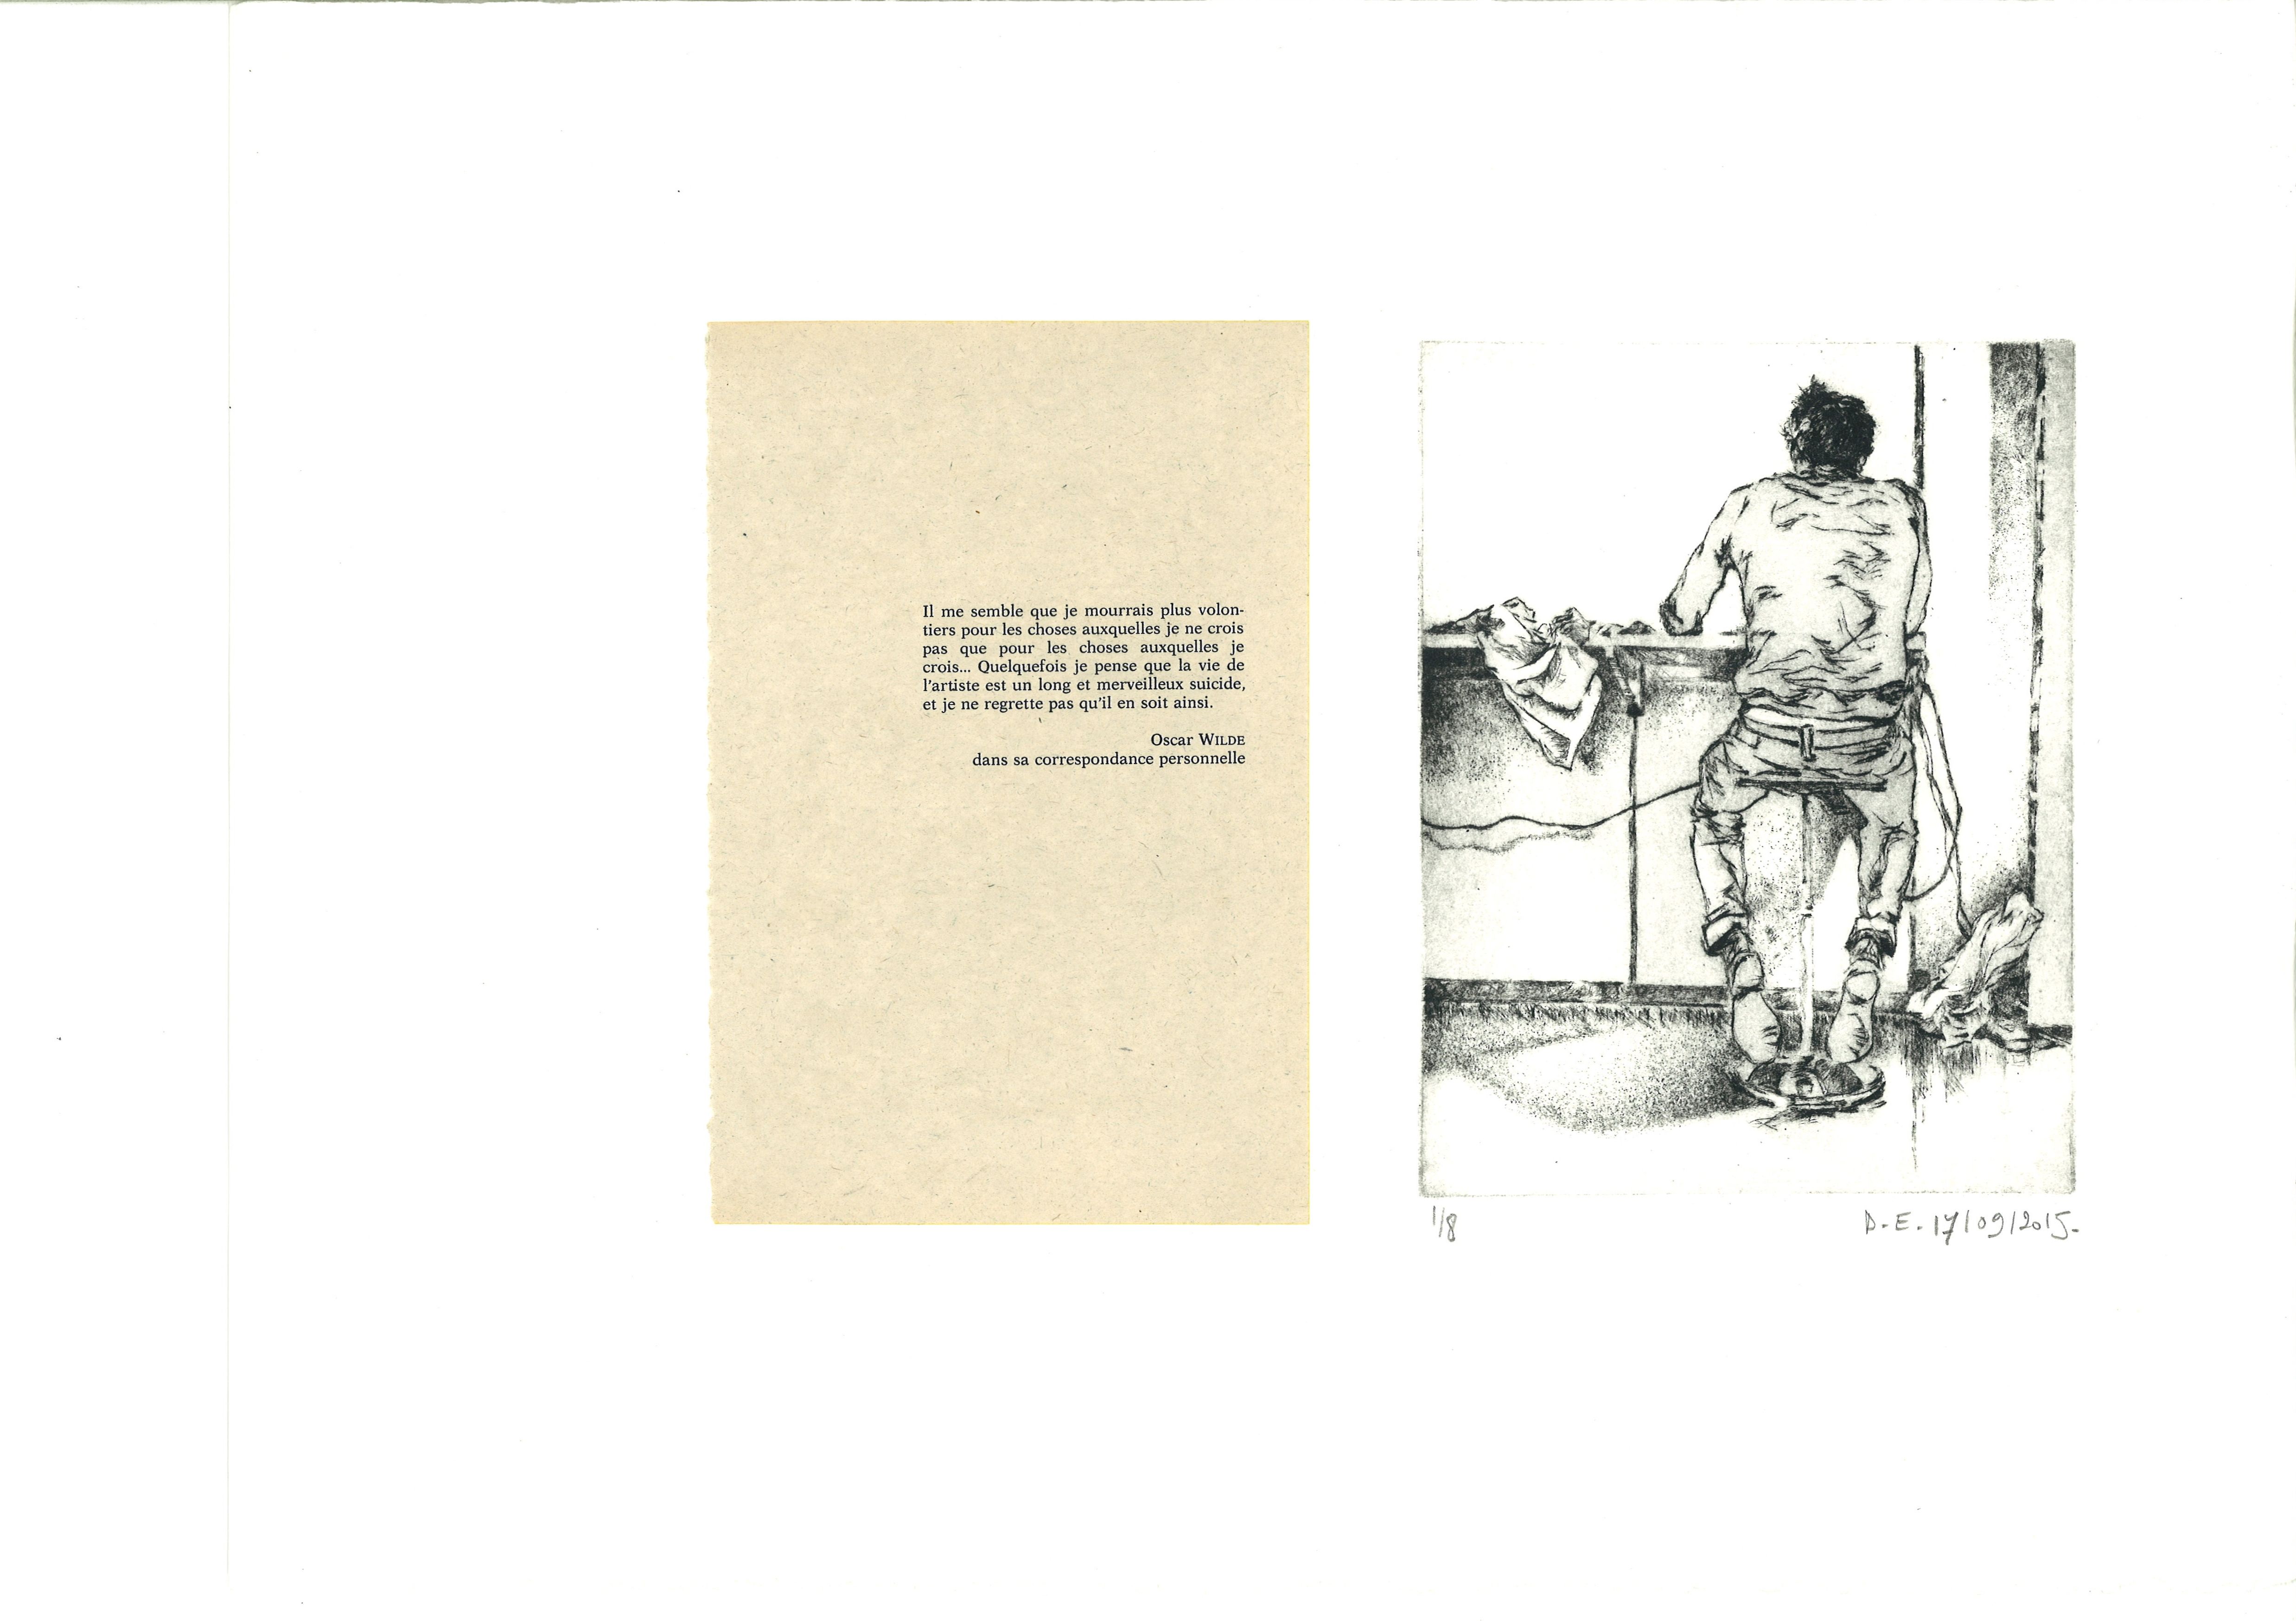 Il me semble que je mourrais plus volon-
tiers pour les choses auxquelles je ne crois
pas que pour les choses auxquelles je
crois... Quelquefois je pense que la vie de
l'artiste est un long et merveilleux suicide,
et je ne regrette pas qu'il en soit ainsi.
Oscar WILDE
dans sa correspondance personnelle
1/8
D.E. 17/09/2015-